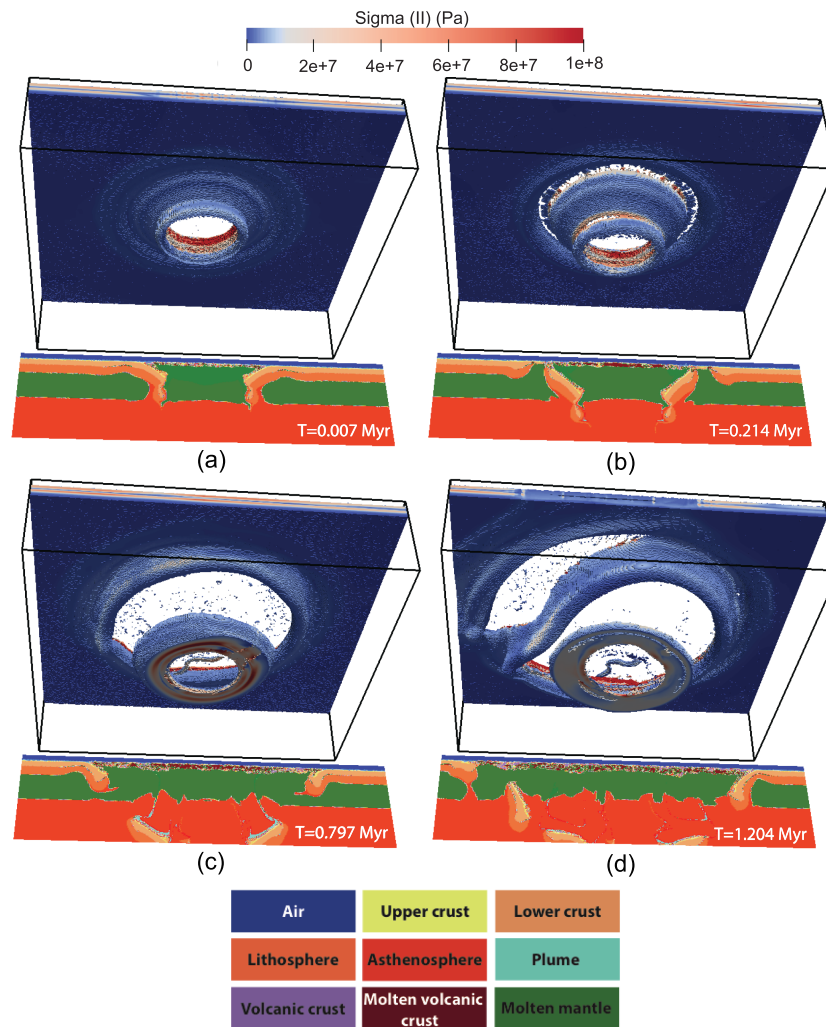 Sigma (II) (Pa)
0 2e+7 4e+7 6e+7 8e+7 1e+8
T=0.007 Myr
T=0.214 Myr
(a)
(b)
T=0.797 Myr
T=1.204 Myr
(c)
(d)
Air
Upper crust
Lower crust
Lithosphere
Asthenosphere
Plume
Volcanic crust
Molten volcanic
crust
Molten mantle